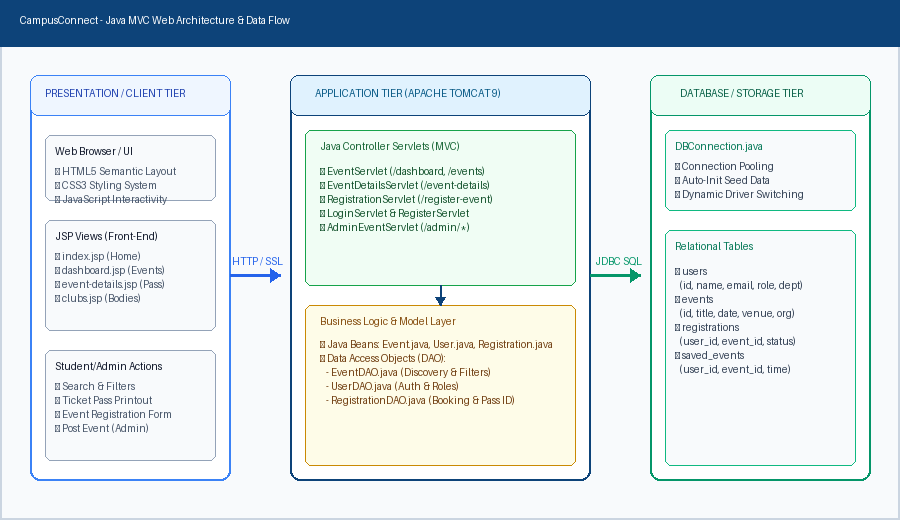 CampusConnect - Java MVC Web Architecture & Data Flow
PRESENTATION / CLIENT TIER
Web Browser / UI
HTML5 Semantic Layout
CSS3 Styling System
JavaScript Interactivity
JSP Views (Front-End)
index.jsp (Home)
dashboard.jsp (Events)
event-details.jsp (Pass)
clubs.jsp (Bodies)
Student/Admin Actions
Search & Filters
Ticket Pass Printout
Event Registration Form
Post Event (Admin)
HTTP / SSL
APPLICATION TIER (APACHE TOMCAT 9)
Java Controller Servlets (MVC)
EventServlet (/dashboard, /events)
EventDetailsServlet (/event-details)
RegistrationServlet (/register-event)
LoginServlet & RegisterServlet
AdminEventServlet (/admin/*)
Business Logic & Model Layer
Java Beans: Event.java, User.java, Registration.java
Data Access Objects (DAO):
- EventDAO.java (Discovery & Filters)
- UserDAO.java (Auth & Roles)
- RegistrationDAO.java (Booking & Pass ID)
JDBC SQL
DATABASE / STORAGE TIER
DBConnection.java
Connection Pooling
Auto-Init Seed Data
Dynamic Driver Switching
Relational Tables
users
(id, name, email, role, dept)
events
(id, title, date, venue, org)
registrations
(user_id, event_id, status)
saved_events
(user_id, event_id, time)